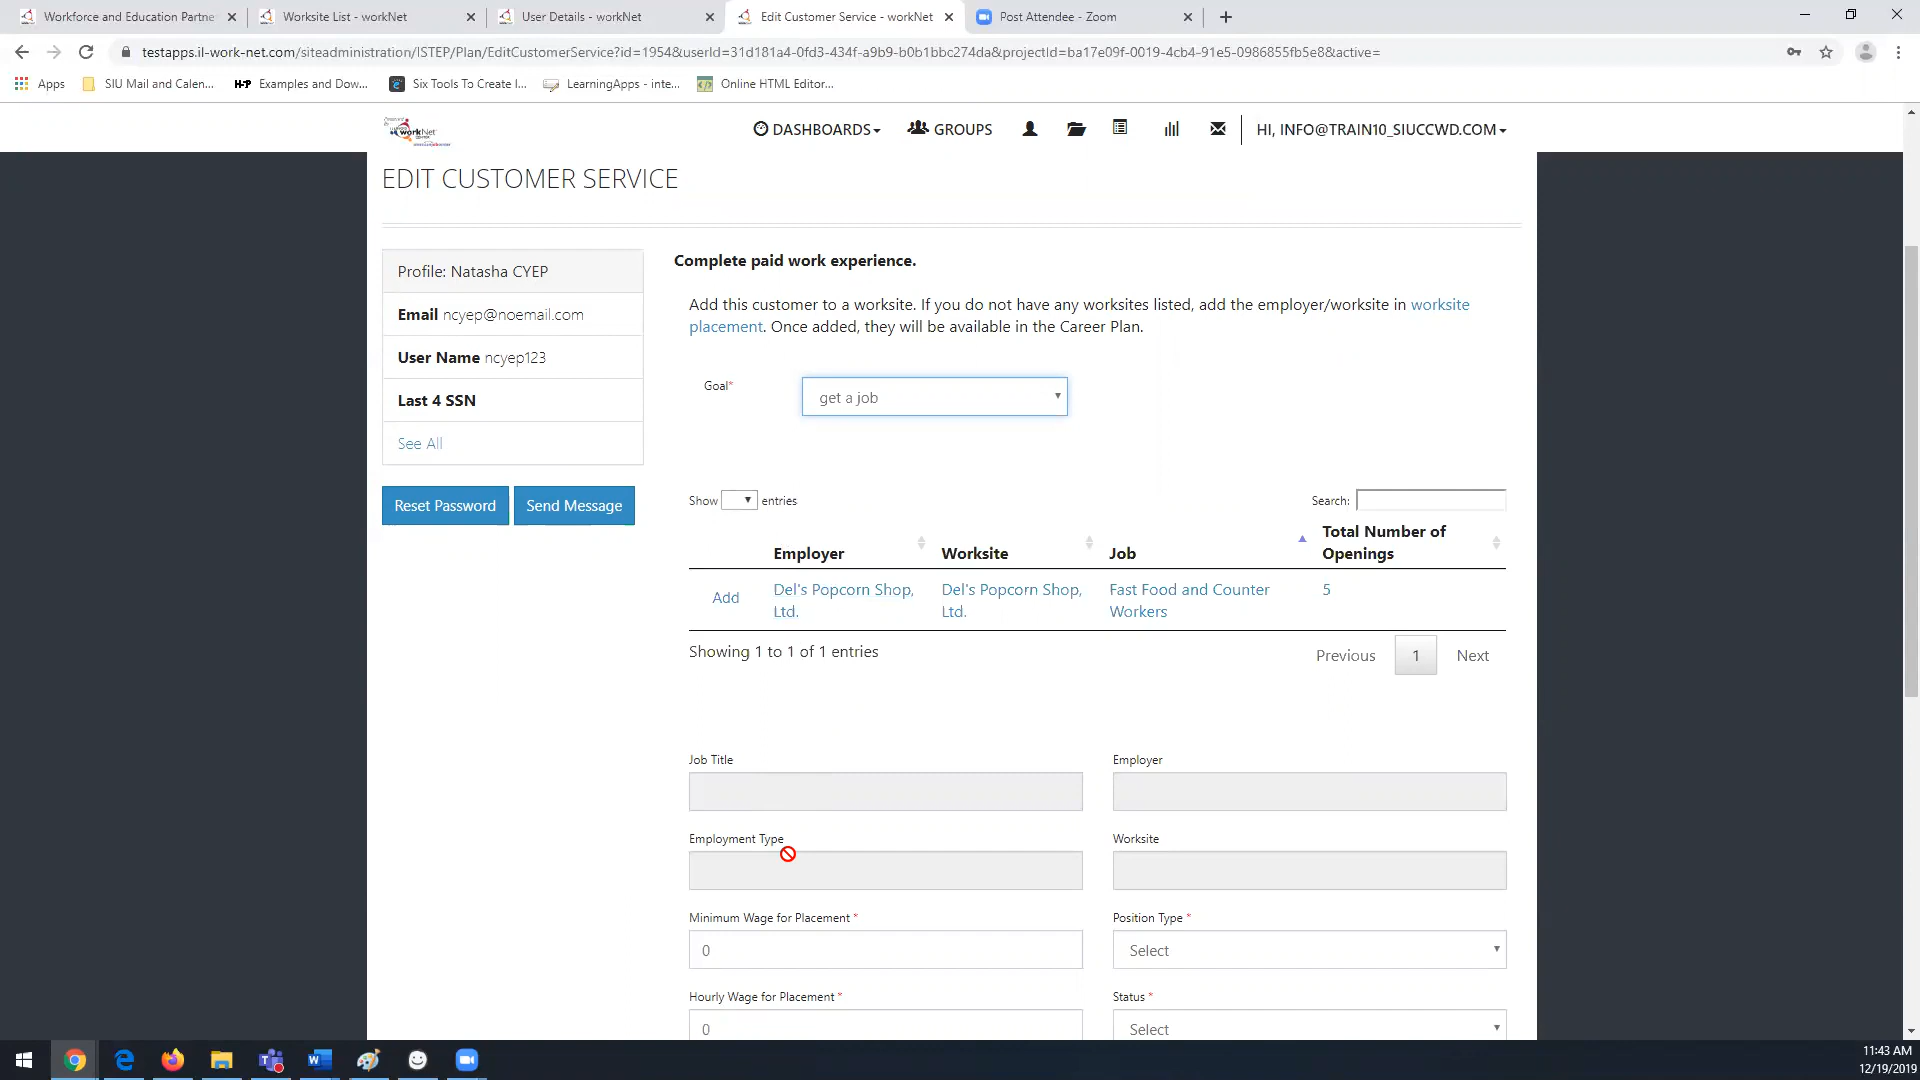 Workforce and Education Partne
Worksite List - workNet
User Details - workNet
Edit Customer Service - workNet
Post Attendee - Zoom
testapps.il-work-net.com/siteadministration/ISTEP/Plan/EditCustomerService?id=1954&userId=31d181a4-0fd3-434f-a9b9-b0b1bbc274da&projectId=ba17e09f-0019-4cb4-91e5-0986855fb5e8&active=
Apps
SIU Mail and Calen...
Examples and Dow...
Six Tools To Create I...
LearningApps - inte...
Online HTML Editor...
workNet
DASHBOARDS
GROUPS
HI, INFO@TRAIN10_SIUCCWD.COM
EDIT CUSTOMER SERVICE
Profile: Natasha CYEP
Email ncyep@noemail.com
User Name ncyep123
Last 4 SSN
See All
Reset Password
Send Message
Complete paid work experience.
Add this customer to a worksite. If you do not have any worksites listed, add the employer/worksite in worksite
placement. Once added, they will be available in the Career Plan.
Goal*
get a job
Show entries
Search:
Employer
Worksite
Job
Total Number of
Openings
Add
Del's Popcorn Shop,
Ltd.
Del's Popcorn Shop,
Ltd.
Fast Food and Counter
Workers
5
Showing 1 to 1 of 1 entries
Previous
1
Next
Job Title
Employer
Employment Type
Worksite
Minimum Wage for Placement *
0
Position Type *
Select
Hourly Wage for Placement *
0
Status *
Select
11:43 AM
12/19/2019